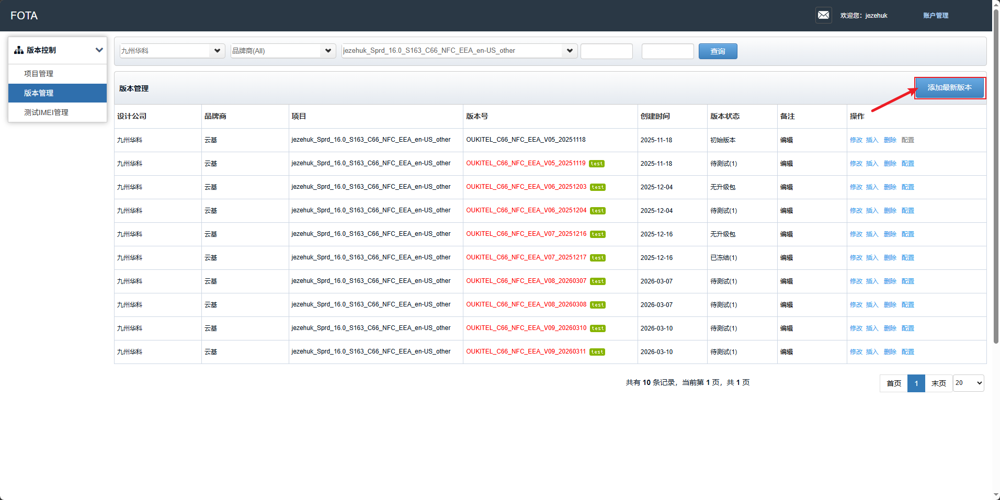 FOTA
欢迎您：jezehuk 账户管理
版本控制
项目管理
版本管理
测试IMEI管理
九州华科 品牌商(All) jezehuk_Sprd_16.0_S163_C66_NFC_EEA_en-US_other 查询
版本管理 添加最新版本
设计公司 品牌商 项目 版本号 创建时间 版本状态 备注 操作
九州华科 云基 jezehuk_Sprd_16.0_S163_C66_NFC_EEA_en-US_other OUKITEL_C66_NFC_EEA_V05_20251118 2025-11-18 初始版本 编辑 修改 插入 删除 配置
九州华科 云基 jezehuk_Sprd_16.0_S163_C66_NFC_EEA_en-US_other OUKITEL_C66_NFC_EEA_V05_20251119 test 2025-11-18 待测试(1) 编辑 修改 插入 删除 配置
九州华科 云基 jezehuk_Sprd_16.0_S163_C66_NFC_EEA_en-US_other OUKITEL_C66_NFC_EEA_V06_20251203 test 2025-12-04 无升级包 编辑 修改 插入 删除 配置
九州华科 云基 jezehuk_Sprd_16.0_S163_C66_NFC_EEA_en-US_other OUKITEL_C66_NFC_EEA_V06_20251204 test 2025-12-04 待测试(1) 编辑 修改 插入 删除 配置
九州华科 云基 jezehuk_Sprd_16.0_S163_C66_NFC_EEA_en-US_other OUKITEL_C66_NFC_EEA_V07_20251216 test 2025-12-16 无升级包 编辑 修改 插入 删除 配置
九州华科 云基 jezehuk_Sprd_16.0_S163_C66_NFC_EEA_en-US_other OUKITEL_C66_NFC_EEA_V07_20251217 test 2025-12-16 已冻结(1) 编辑 修改 插入 删除 配置
九州华科 云基 jezehuk_Sprd_16.0_S163_C66_NFC_EEA_en-US_other OUKITEL_C66_NFC_EEA_V08_20260307 test 2026-03-07 待测试(1) 编辑 修改 插入 删除 配置
九州华科 云基 jezehuk_Sprd_16.0_S163_C66_NFC_EEA_en-US_other OUKITEL_C66_NFC_EEA_V08_20260308 test 2026-03-07 待测试(1) 编辑 修改 插入 删除 配置
九州华科 云基 jezehuk_Sprd_16.0_S163_C66_NFC_EEA_en-US_other OUKITEL_C66_NFC_EEA_V09_20260310 test 2026-03-10 待测试(1) 编辑 修改 插入 删除 配置
九州华科 云基 jezehuk_Sprd_16.0_S163_C66_NFC_EEA_en-US_other OUKITEL_C66_NFC_EEA_V09_20260311 test 2026-03-10 待测试(1) 编辑 修改 插入 删除 配置
共有 10 条记录，当前第 1 页，共 1 页 首页 1 末页 20